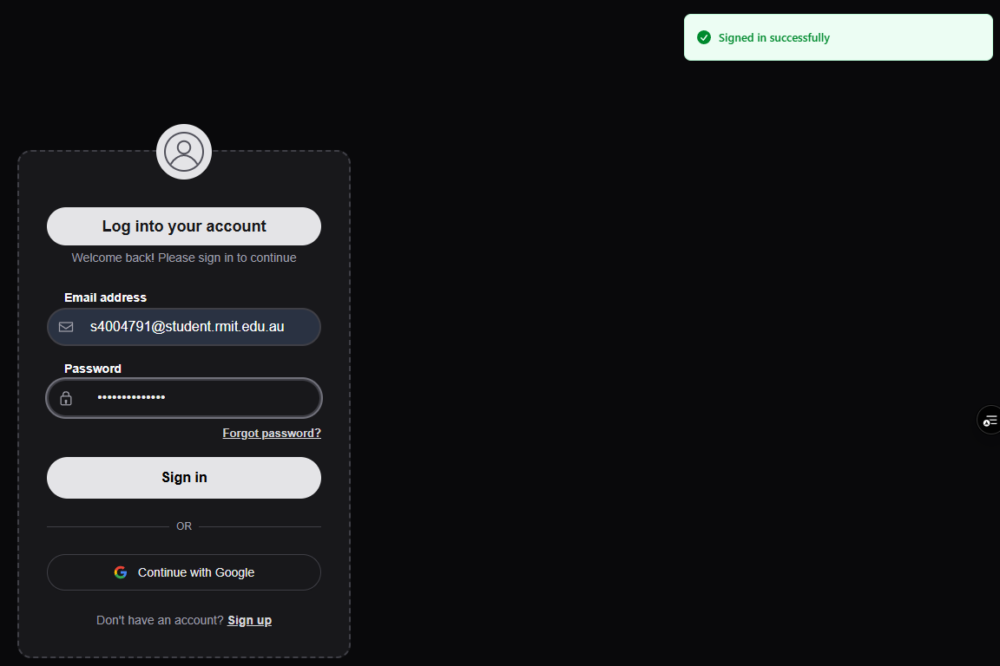 Signed in successfully
Log into your account
Welcome back! Please sign in to continue
Email address
s4004791@student.rmit.edu.au
Password
••••••••••••••
Forgot password?
Sign in
OR
Continue with Google
Don't have an account? Sign up